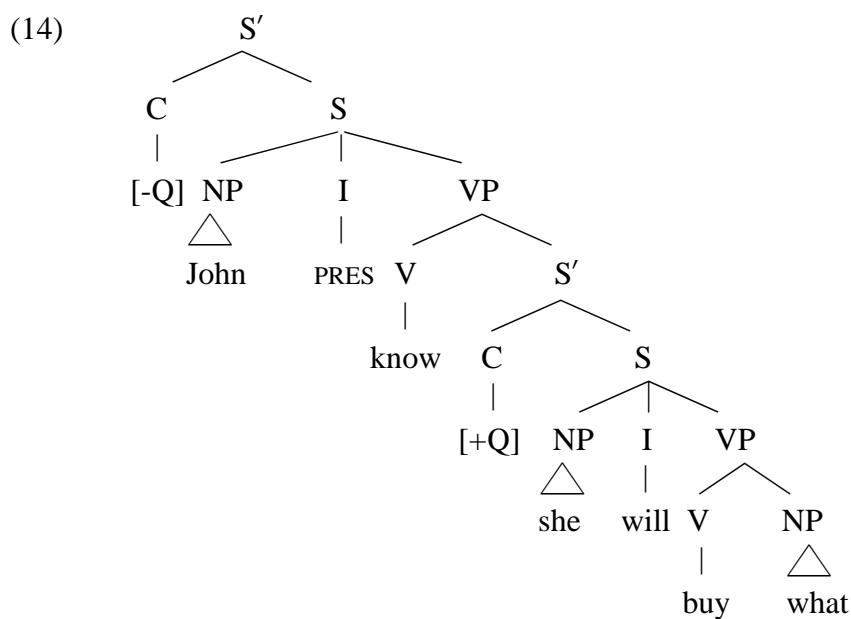 (14) S′
C S
[-Q] NP I VP
John PRES V S′
know C S
[+Q] NP I VP
she will V NP
buy what